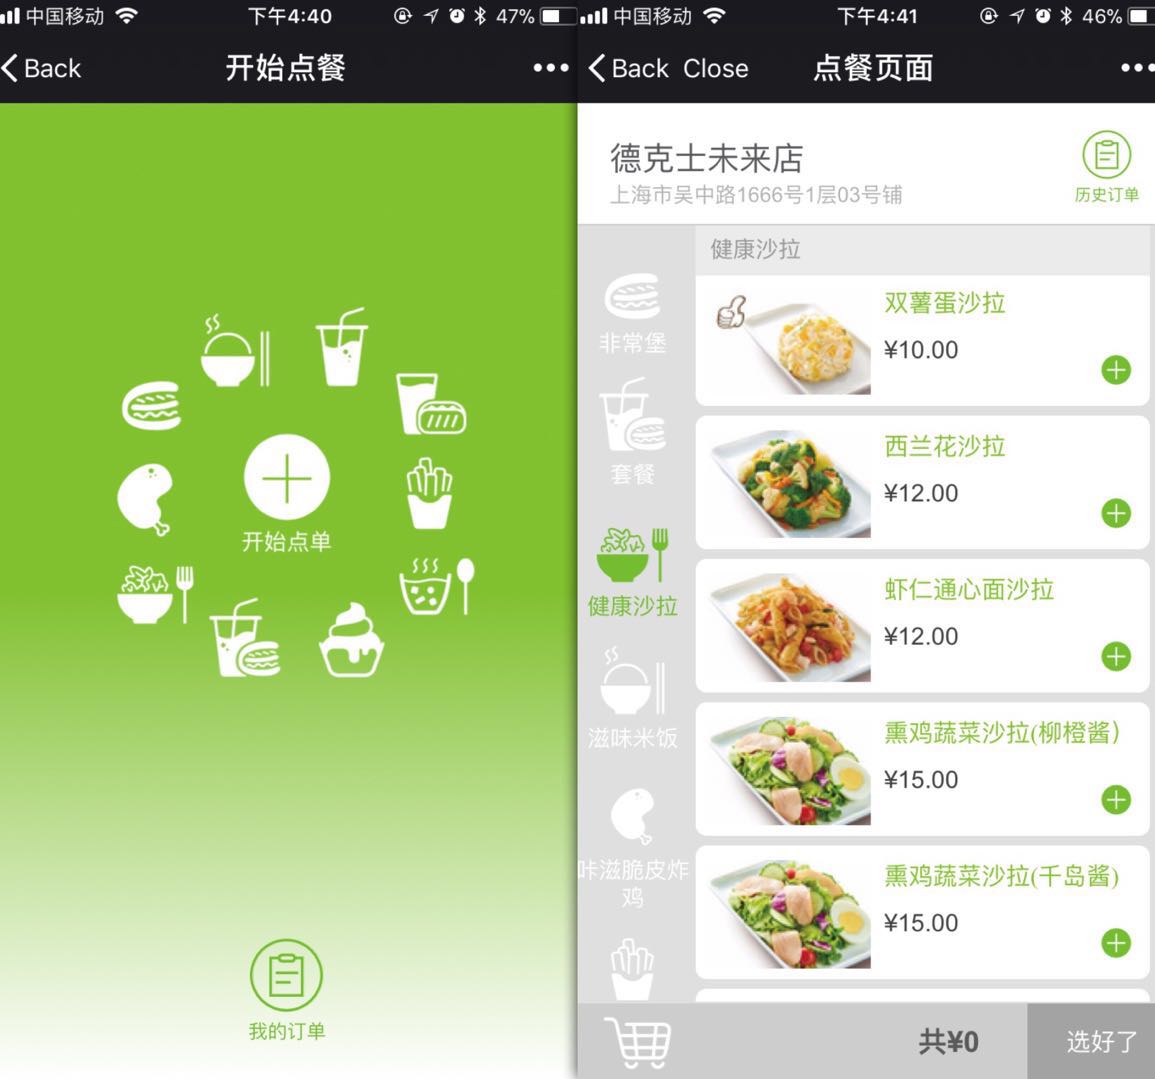 中国移动
下午4:40
47%
Back
开始点餐
开始点单
我的订单
中国移动
下午4:41
46%
Back Close
点餐页面
德克士未来店
上海市吴中路1666号1层03号铺
历史订单
非常堡
套餐
健康沙拉
滋味米饭
咔滋脆皮炸
鸡
健康沙拉
双薯蛋沙拉
¥10.00
西兰花沙拉
¥12.00
虾仁通心面沙拉
¥12.00
熏鸡蔬菜沙拉(柳橙酱)
¥15.00
熏鸡蔬菜沙拉(千岛酱)
¥15.00
共¥0
选好了